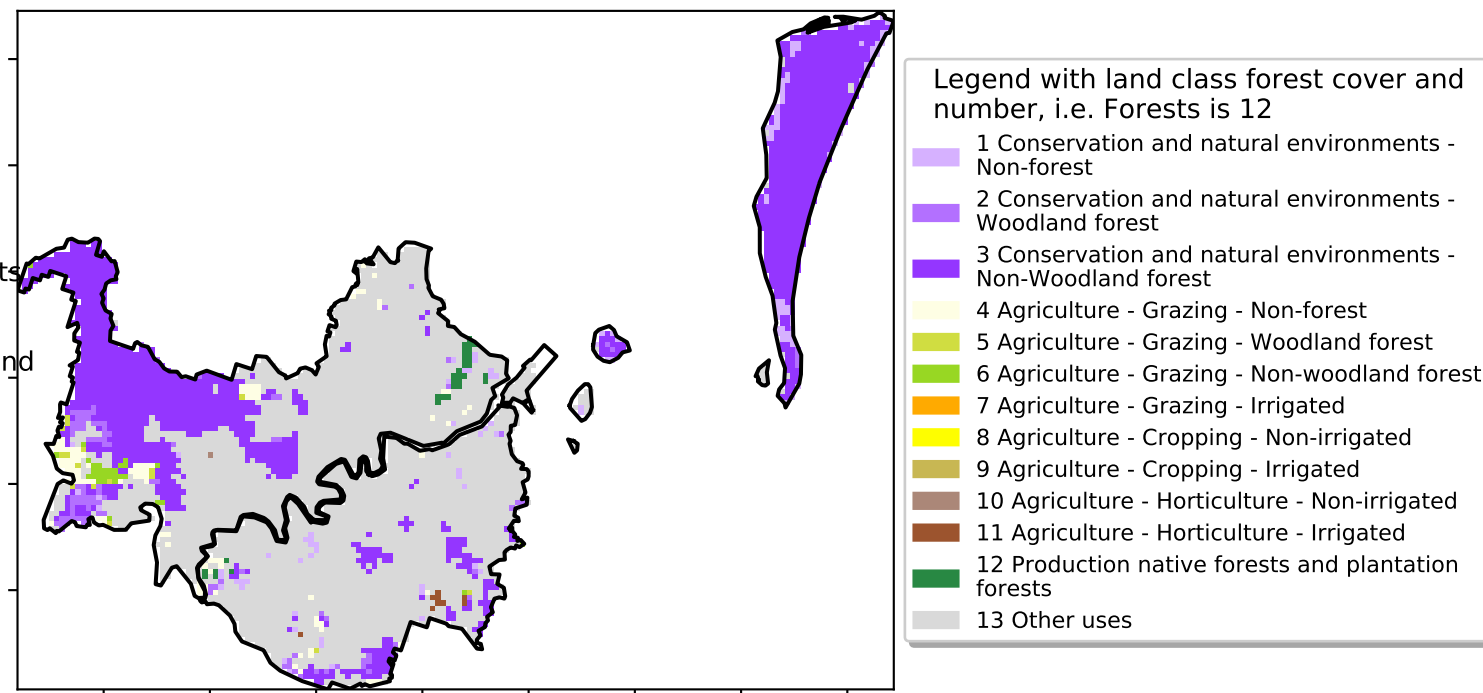 ts
nd
Legend with land class forest cover and
number, i.e. Forests is 12
1 Conservation and natural environments -
Non-forest
2 Conservation and natural environments -
Woodland forest
3 Conservation and natural environments -
Non-Woodland forest
4 Agriculture - Grazing - Non-forest
5 Agriculture - Grazing - Woodland forest
6 Agriculture - Grazing - Non-woodland forest
7 Agriculture - Grazing - Irrigated
8 Agriculture - Cropping - Non-irrigated
9 Agriculture - Cropping - Irrigated
10 Agriculture - Horticulture - Non-irrigated
11 Agriculture - Horticulture - Irrigated
12 Production native forests and plantation
forests
13 Other uses